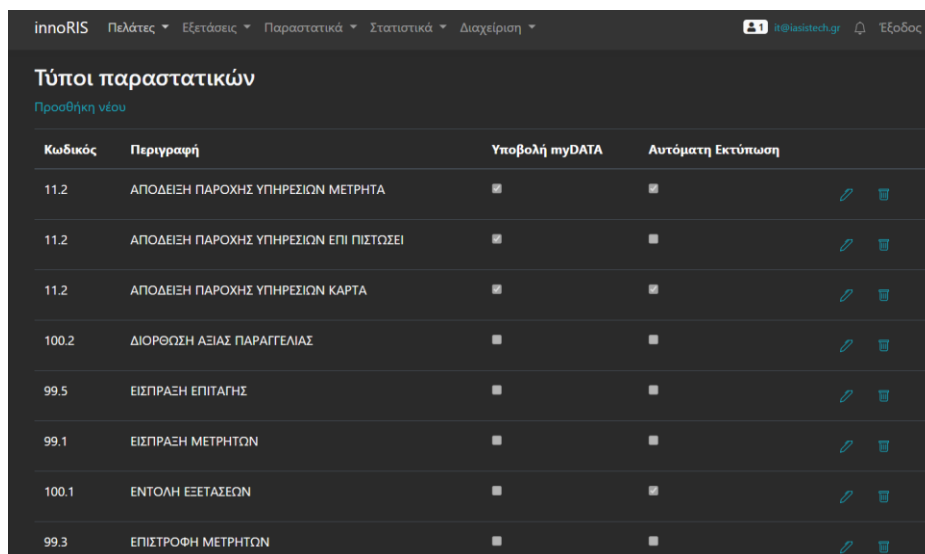 innoRIS Πελάτες Εξετάσεις Παραστατικά Στατιστικά Διαχείριση 1 it@iasistech.gr Έξοδος
Τύποι παραστατικών
Προσθήκη νέου
Κωδικός Περιγραφή Υποβολή myDATA Αυτόματη Εκτύπωση
11.2 ΑΠΟΔΕΙΞΗ ΠΑΡΟΧΗΣ ΥΠΗΡΕΣΙΩΝ ΜΕΤΡΗΤΑ
11.2 ΑΠΟΔΕΙΞΗ ΠΑΡΟΧΗΣ ΥΠΗΡΕΣΙΩΝ ΕΠΙ ΠΙΣΤΩΣΕΙ
11.2 ΑΠΟΔΕΙΞΗ ΠΑΡΟΧΗΣ ΥΠΗΡΕΣΙΩΝ ΚΑΡΤΑ
100.2 ΔΙΟΡΘΩΣΗ ΑΞΙΑΣ ΠΑΡΑΓΓΕΛΙΑΣ
99.5 ΕΙΣΠΡΑΞΗ ΕΠΙΤΑΓΗΣ
99.1 ΕΙΣΠΡΑΞΗ ΜΕΤΡΗΤΩΝ
100.1 ΕΝΤΟΛΗ ΕΞΕΤΑΣΕΩΝ
99.3 ΕΠΙΣΤΡΟΦΗ ΜΕΤΡΗΤΩΝ